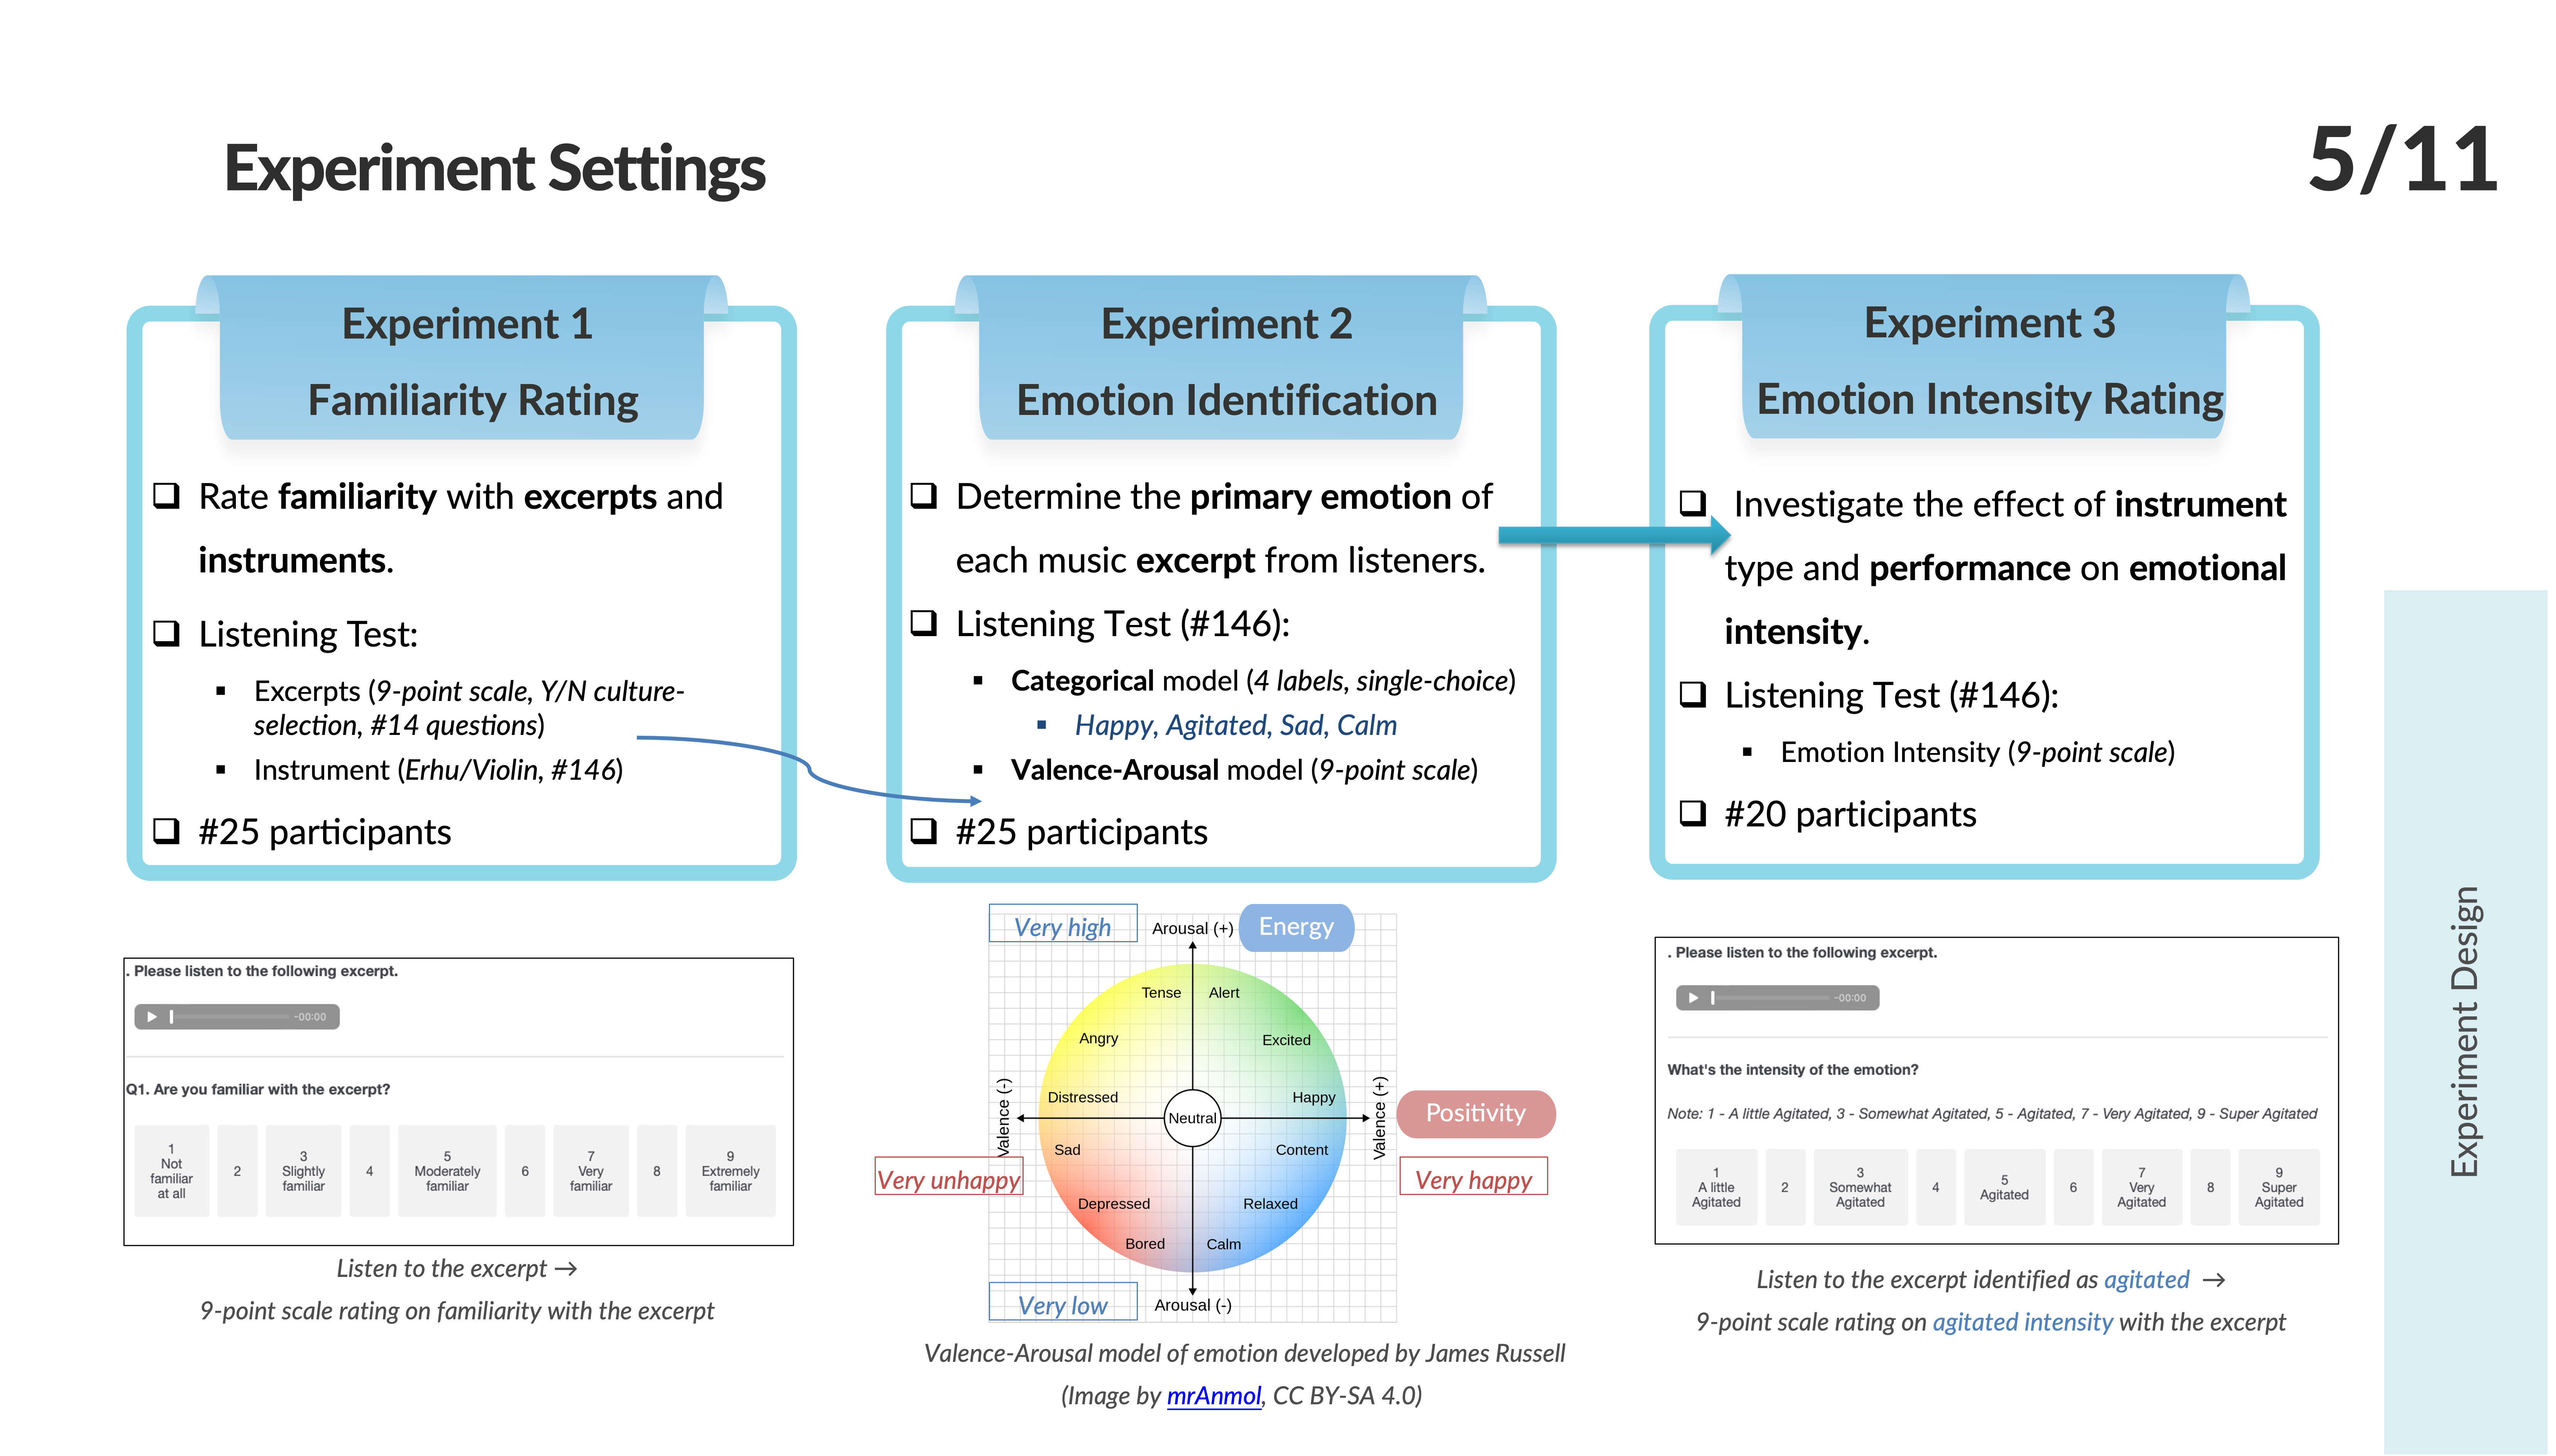 Experiment Settings
5/11
Experiment 1
Familiarity Rating
❑ Rate familiarity with excerpts and
instruments.
❑ Listening Test:
▪ Excerpts (9-point scale, Y/N culture-
selection, #14 questions)
▪ Instrument (Erhu/Violin, #146)
❑ #25 participants
Experiment 2
Emotion Identification
❑ Determine the primary emotion of
each music excerpt from listeners.
❑ Listening Test (#146):
▪ Categorical model (4 labels, single-choice)
▪ Happy, Agitated, Sad, Calm
▪ Valence-Arousal model (9-point scale)
❑ #25 participants
Experiment 3
Emotion Intensity Rating
❑ Investigate the effect of instrument
type and performance on emotional
intensity.
❑ Listening Test (#146):
▪ Emotion Intensity (9-point scale)
❑ #20 participants
. Please listen to the following excerpt.
-00:00
Q1. Are you familiar with the excerpt?
1
Not
familiar
at all
2
3
Slightly
familiar
4
5
Moderately
familiar
6
7
Very
familiar
8
9
Extremely
familiar
Listen to the excerpt →
9-point scale rating on familiarity with the excerpt
Very high
Arousal (+)
Energy
Tense
Alert
Angry
Excited
Distressed
Happy
Valence (-)
Neutral
Valence (+)
Positivity
Sad
Content
Very unhappy
Very happy
Depressed
Relaxed
Bored
Calm
Very low
Arousal (-)
Valence-Arousal model of emotion developed by James Russell
(Image by mrAnmol, CC BY-SA 4.0)
. Please listen to the following excerpt.
-00:00
What's the intensity of the emotion?
Note: 1 - A little Agitated, 3 - Somewhat Agitated, 5 - Agitated, 7 - Very Agitated, 9 - Super Agitated
1
A little
Agitated
2
3
Somewhat
Agitated
4
5
Agitated
6
7
Very
Agitated
8
9
Super
Agitated
Listen to the excerpt identified as agitated →
9-point scale rating on agitated intensity with the excerpt
Experiment Design